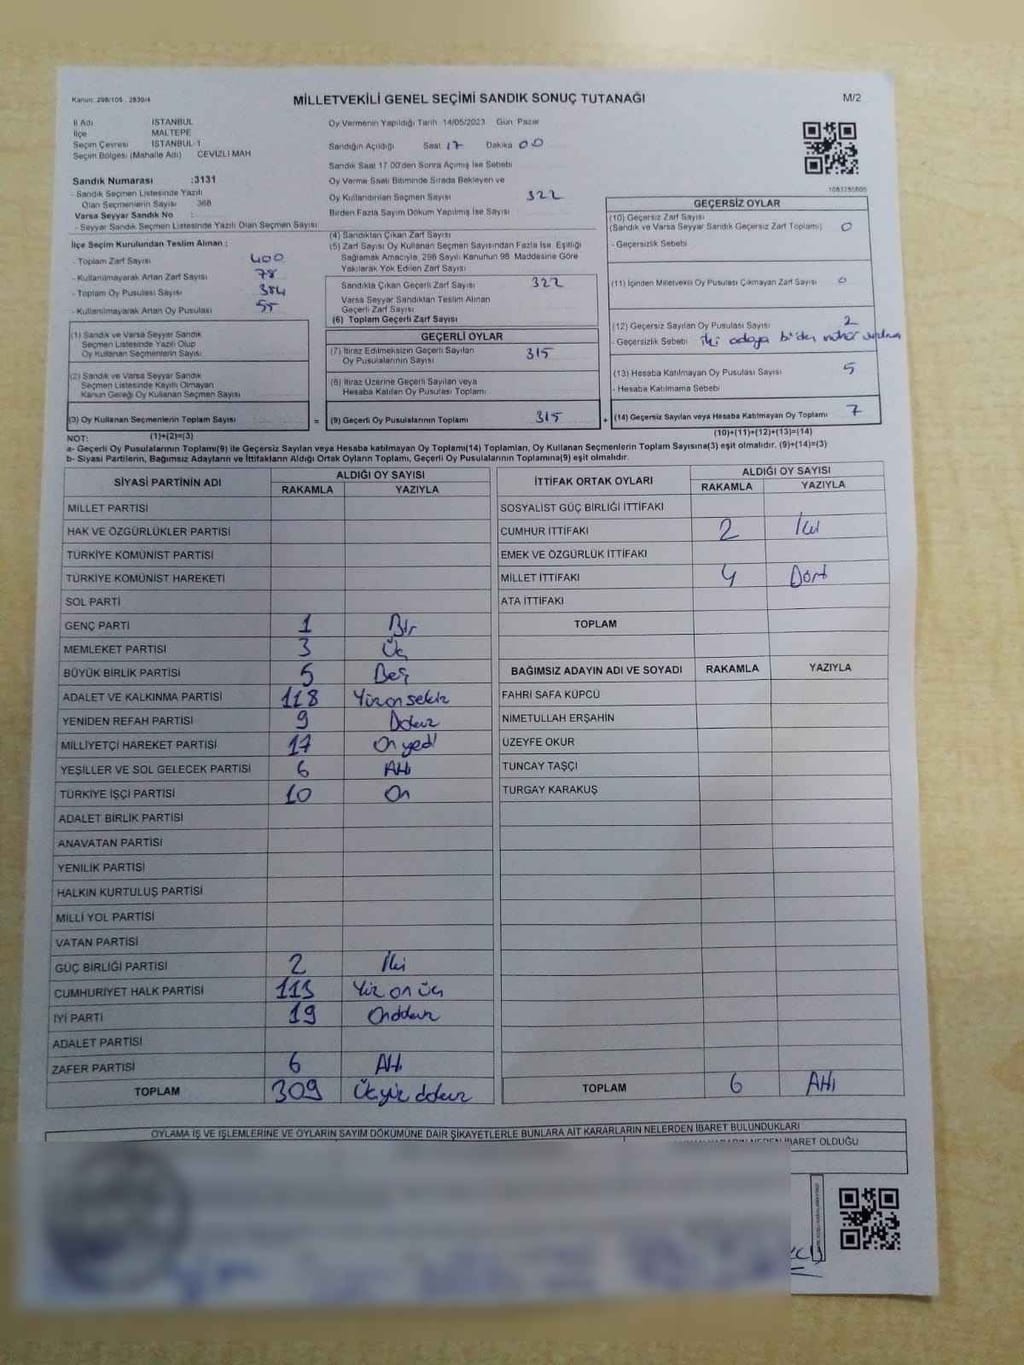 Kanun: 298/105 , 2839/4
MİLLETVEKİLİ GENEL SEÇİMİ SANDIK SONUÇ TUTANAĞI
M/2
İl Adı İSTANBUL
İlçe MALTEPE
Seçim Çevresi İSTANBUL 1
Seçim Bölgesi (Mahalle Adı) CEVİZLİ MAH
Sandık Numarası :3131
- Sandık Seçmen Listesinde Yazılı
Olan Seçmenlerin Sayısı 368
Varsa Seyyar Sandık No :
- Seyyar Sandık Seçmen Listesinde Yazılı Olan Seçmen Sayısı
Oy Vermenin Yapıldığı Tarih 14/05/2023 Gün Pazar
Sandığın Açıldığı Saat 17 Dakika 00
Sandık Saat 17.00'den Sonra Açılmış İse Sebebi
Oy Verme Saati Bitiminde Sırada Bekleyen ve
Oy Kullandırılan Seçmen Sayısı 322
Birden Fazla Sayım Döküm Yapılmış İse Sayısı
İlçe Seçim Kurulundan Teslim Alınan :
- Toplam Zarf Sayısı 400
- Kullanılmayarak Artan Zarf Sayısı 78
- Toplam Oy Pusulası Sayısı 384
- Kullanılmayarak Artan Oy Pusulası 55
(4) Sandıktan Çıkan Zarf Sayısı
(5) Zarf Sayısı Oy Kullanan Seçmen Sayısından Fazla İse, Eşitliği
Sağlamak Amacıyla, 298 Sayılı Kanunun 98. Maddesine Göre
Yakılarak Yok Edilen Zarf Sayısı
Sandıkta Çıkan Geçerli Zarf Sayısı 322
Varsa Seyyar Sandıktan Teslim Alınan
Geçerli Zarf Sayısı
(6) Toplam Geçerli Zarf Sayısı
GEÇERSİZ OYLAR
(10) Geçersiz Zarf Sayısı
(Sandık ve Varsa Seyyar Sandık Geçersiz Zarf Toplamı) 0
- Geçersizlik Sebebi
(11) İçinden Milletvekili Oy Pusulası Çıkmayan Zarf Sayısı 0
(12) Geçersiz Sayılan Oy Pusulası Sayısı 2
- Geçersizlik Sebebi iki adaya birden mühür
(13) Hesaba Katılmayan Oy Pusulası Sayısı 5
- Hesaba Katılmama Sebebi
(14) Geçersiz Sayılan veya Hesaba Katılmayan Oy Toplamı 7
(10)+(11)+(12)+(13)=(14)
(1) Sandık ve Varsa Seyyar Sandık
Seçmen Listesinde Yazılı Olup
Oy Kullanan Seçmenlerin Sayısı
(2) Sandık ve Varsa Seyyar Sandık
Seçmen Listesinde Kayıtlı Olmayan
Kanun Gereği Oy Kullanan Seçmen Sayısı
(3) Oy Kullanan Seçmenlerin Toplam Sayısı =
GEÇERLİ OYLAR
(7) İtiraz Edilmeksizin Geçerli Sayılan
Oy Pusulalarının Sayısı 315
(8) İtiraz Üzerine Geçerli Sayılan veya
Hesaba Katılan Oy Pusulası Toplamı
(9) Geçerli Oy Pusulalarının Toplamı 315 +
NOT: (1)+(2)=(3)
a- Geçerli Oy Pusulalarının Toplamı(9) ile Geçersiz Sayılan veya Hesaba katılmayan Oy Toplamı(14) Toplamları, Oy Kullanan Seçmenlerin Toplam Sayısına(3) eşit olmalıdır. (9)+(14)=(3)
b- Siyasi Partilerin, Bağımsız Adayların ve İttifakların Aldığı Ortak Oyların Toplamı, Geçerli Oy Pusulalarının Toplamına(9) eşit olmalıdır.
SİYASİ PARTİNİN ADI ALDIĞI OY SAYISI
RAKAMLA YAZIYLA
MİLLET PARTİSİ
HAK VE ÖZGÜRLÜKLER PARTİSİ
TÜRKİYE KOMÜNİST PARTİSİ
TÜRKİYE KOMÜNİST HAREKETİ
SOL PARTİ
GENÇ PARTİ 1 Bir
MEMLEKET PARTİSİ 3 Üç
BÜYÜK BİRLİK PARTİSİ 5 Beş
ADALET VE KALKINMA PARTİSİ 118 Yüzonsekiz
YENİDEN REFAH PARTİSİ 9 Dokuz
MİLLİYETÇİ HAREKET PARTİSİ 17 On yedi
YEŞİLLER VE SOL GELECEK PARTİSİ 6 Altı
TÜRKİYE İŞÇİ PARTİSİ 10 On
ADALET BİRLİK PARTİSİ
ANAVATAN PARTİSİ
YENİLİK PARTİSİ
HALKIN KURTULUŞ PARTİSİ
MİLLİ YOL PARTİSİ
VATAN PARTİSİ
GÜÇ BİRLİĞİ PARTİSİ 2 İki
CUMHURİYET HALK PARTİSİ 113 Yüz on üç
İYİ PARTİ 19 Ondokuz
ADALET PARTİSİ
ZAFER PARTİSİ 6 Altı
TOPLAM 309 Üçyüz dokuz
İTTİFAK ORTAK OYLARI ALDIĞI OY SAYISI
RAKAMLA YAZIYLA
SOSYALİST GÜÇ BİRLİĞİ İTTİFAKI
CUMHUR İTTİFAKI 2 İki
EMEK VE ÖZGÜRLÜK İTTİFAKI
MİLLET İTTİFAKI 4 Dört
ATA İTTİFAKI
TOPLAM
BAĞIMSIZ ADAYIN ADI VE SOYADI RAKAMLA YAZIYLA
FAHRİ SAFA KÜPCÜ
NİMETULLAH ERŞAHİN
ÜZEYFE OKUR
TUNCAY TAŞÇI
TURGAY KARAKUŞ
TOPLAM 6 Altı
OYLAMA İŞ VE İŞLEMLERİNE VE OYLARIN SAYIM DÖKÜMÜNE DAİR ŞİKAYETLERLE BUNLARA AİT KARARLARIN NELERDEN İBARET BULUNDUKLARI
NEDEN İBARET OLDUĞU